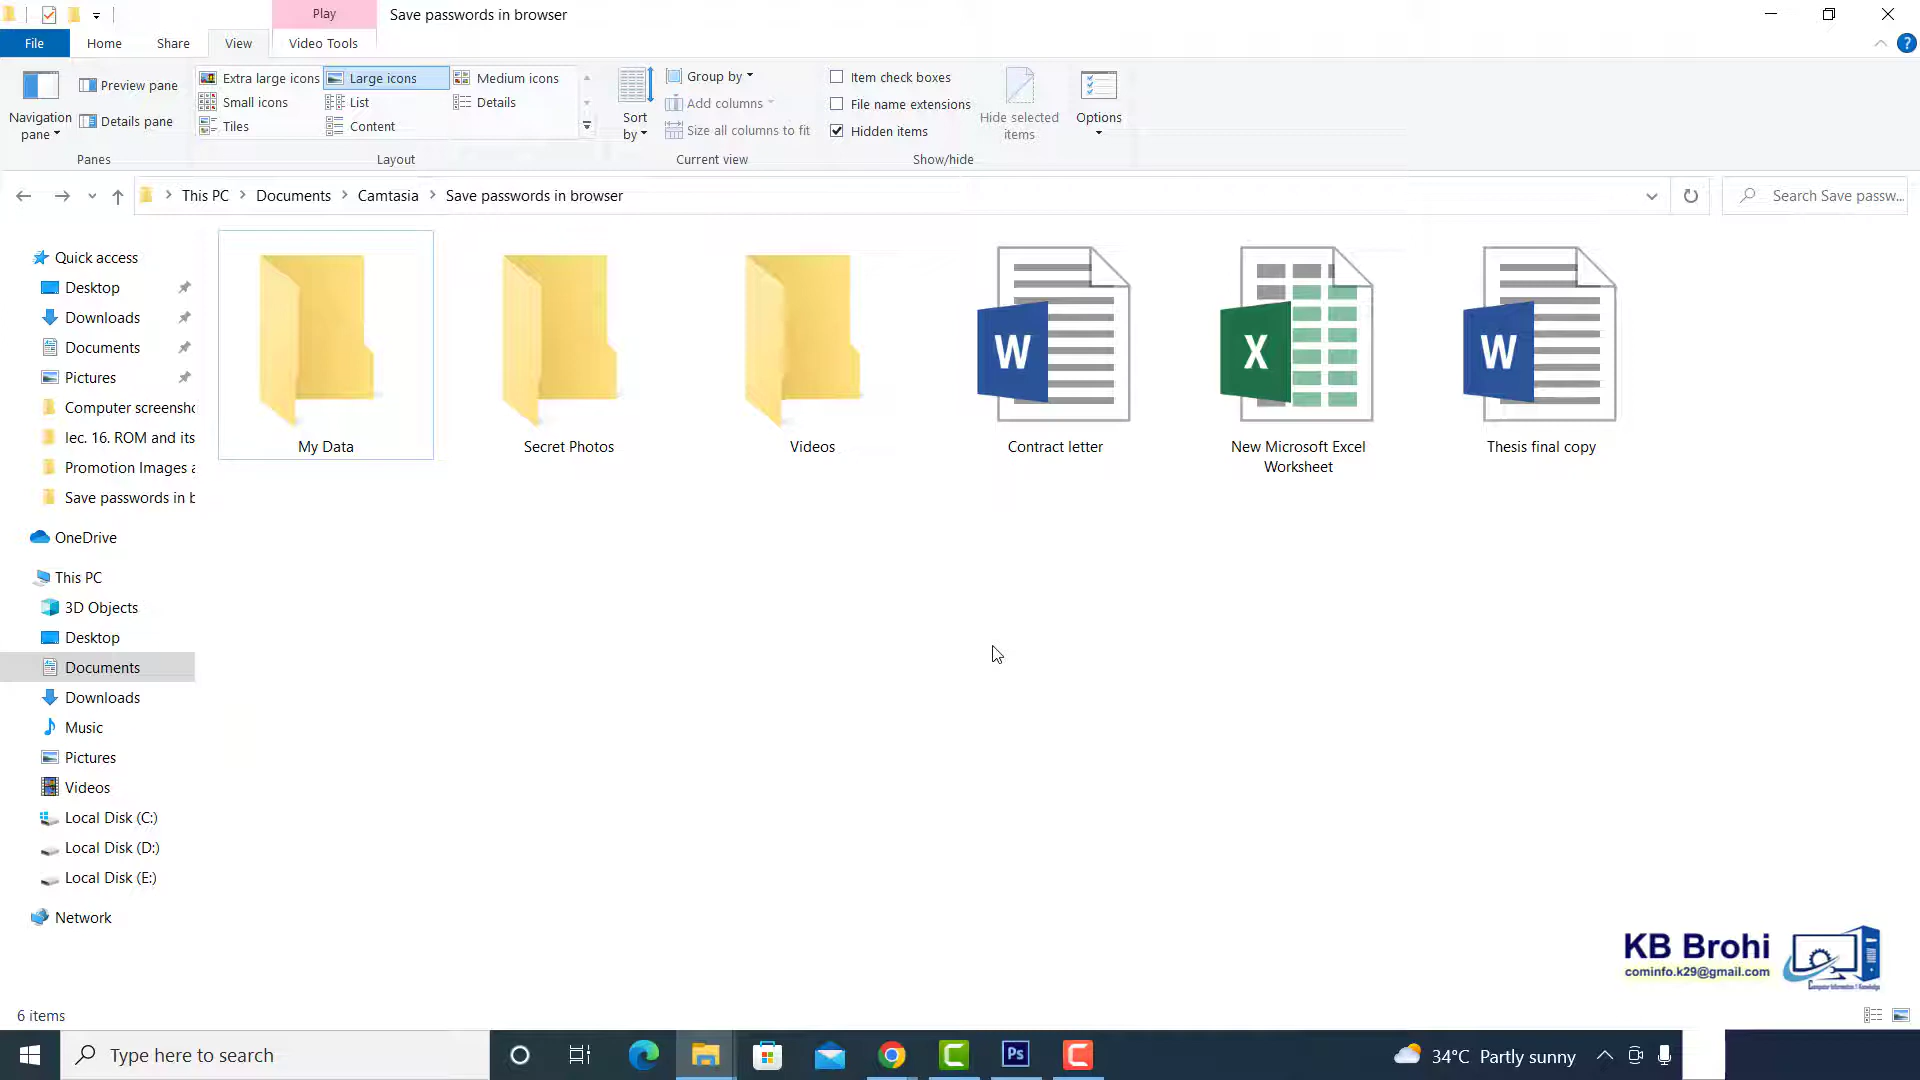 Play
Save passwords in browser
File
Home
Share
View
Video Tools
Navigation pane
Preview pane
Details pane
Panes
Extra large icons
Large icons
Medium icons
Small icons
List
Details
Tiles
Content
Layout
Sort by
Group by
Add columns
Size all columns to fit
Current view
Item check boxes
File name extensions
Hidden items
Hide selected items
Show/hide
Options
This PC > Documents > Camtasia > Save passwords in browser
Search Save passw...
Quick access
Desktop
Downloads
Documents
Pictures
Computer screensho
lec. 16. ROM and its
Promotion Images a
Save passwords in b
OneDrive
This PC
3D Objects
Desktop
Documents
Downloads
Music
Pictures
Videos
Local Disk (C:)
Local Disk (D:)
Local Disk (E:)
Network
W
X
W
My Data
Secret Photos
Videos
Contract letter
New Microsoft Excel Worksheet
Thesis final copy
KB Brohi
cominfo.k29@gmail.com
Computer Information 2 Knowledge
6 items
Type here to search
Ps
34°C Partly sunny